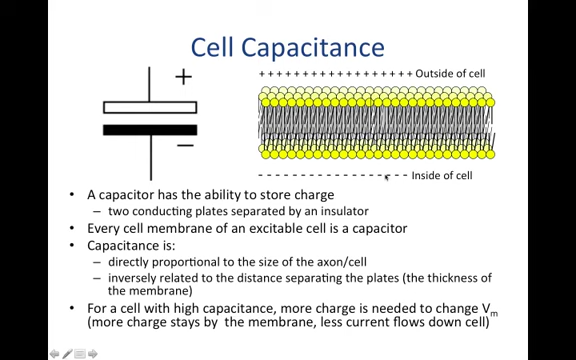 Cell Capacitance
+
−
+ + + + + + + + + + + + + + + + + + Outside of cell
- - - - - - - - - - - - - - - - - - Inside of cell
• A capacitor has the ability to store charge
– two conducting plates separated by an insulator
• Every cell membrane of an excitable cell is a capacitor
• Capacitance is:
– directly proportional to the size of the axon/cell
– inversely related to the distance separating the plates (the thickness of
the membrane)
• For a cell with high capacitance, more charge is needed to change Vm
(more charge stays by the membrane, less current flows down cell)